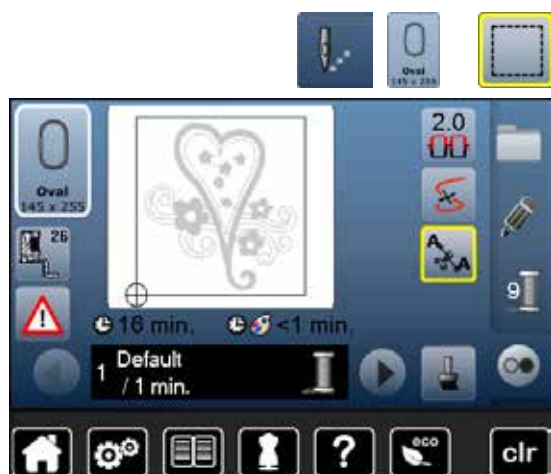 Oval
145 x 255
2.0
Oval
145 x 255
26
A
A
9
16 min.
<1 min.
1 Default
/ 1 min.
?
eco
clr